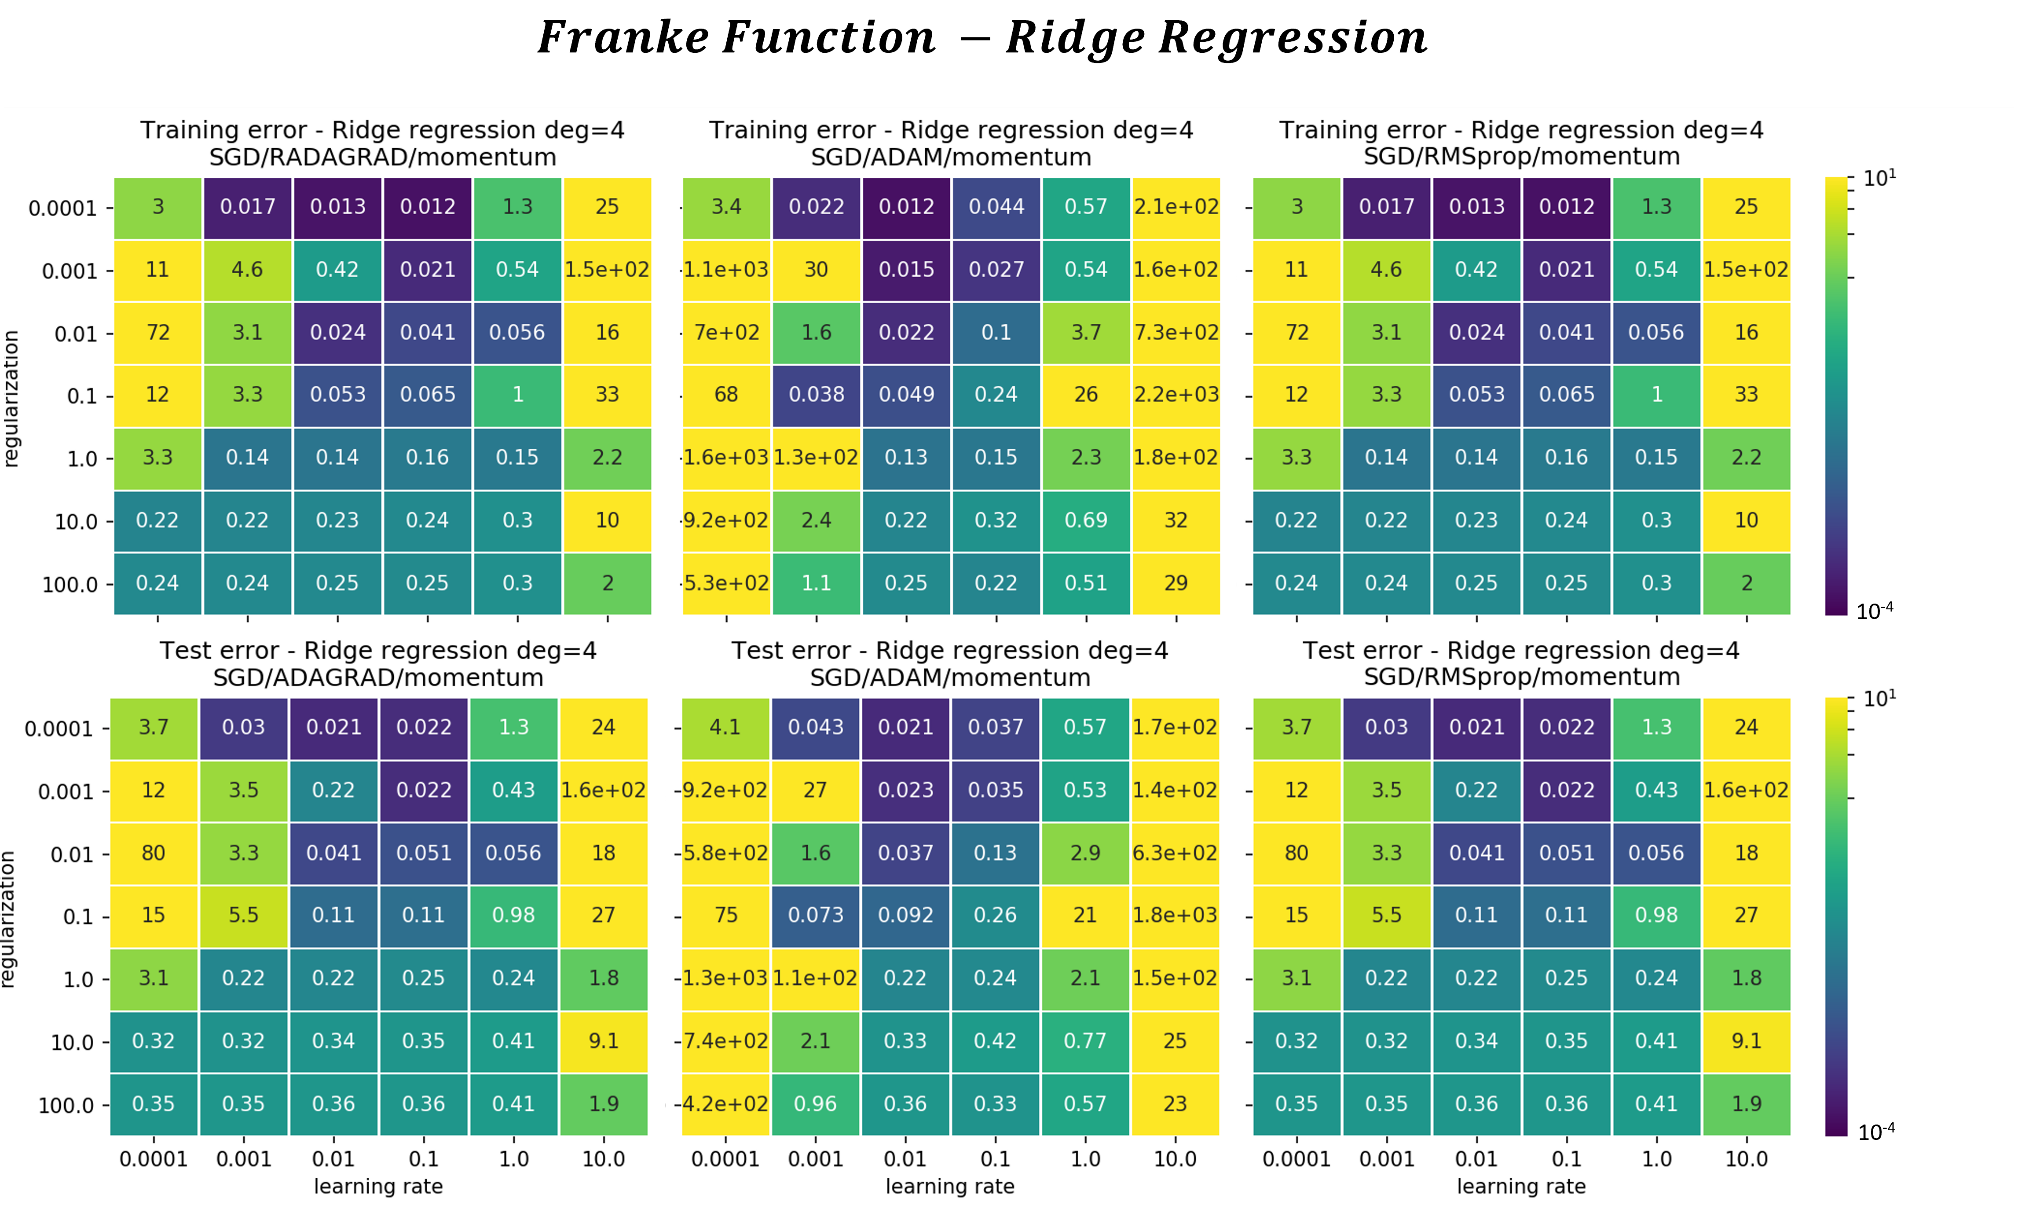 Franke Function − Ridge Regression
Training error - Ridge regression deg=4
SGD/RADAGRAD/momentum
Training error - Ridge regression deg=4
SGD/ADAM/momentum
Training error - Ridge regression deg=4
SGD/RMSprop/momentum
regularization
0.0001 3 0.017 0.013 0.012 1.3 25
0.001 11 4.6 0.42 0.021 0.54 1.5e+02
0.01 72 3.1 0.024 0.041 0.056 16
0.1 12 3.3 0.053 0.065 1 33
1.0 3.3 0.14 0.14 0.16 0.15 2.2
10.0 0.22 0.22 0.23 0.24 0.3 10
100.0 0.24 0.24 0.25 0.25 0.3 2
3.4 0.022 0.012 0.044 0.57 2.1e+02
1.1e+03 30 0.015 0.027 0.54 1.6e+02
7e+02 1.6 0.022 0.1 3.7 7.3e+02
68 0.038 0.049 0.24 26 2.2e+03
1.6e+03 1.3e+02 0.13 0.15 2.3 1.8e+02
9.2e+02 2.4 0.22 0.32 0.69 32
5.3e+02 1.1 0.25 0.22 0.51 29
3 0.017 0.013 0.012 1.3 25
11 4.6 0.42 0.021 0.54 1.5e+02
72 3.1 0.024 0.041 0.056 16
12 3.3 0.053 0.065 1 33
3.3 0.14 0.14 0.16 0.15 2.2
0.22 0.22 0.23 0.24 0.3 10
0.24 0.24 0.25 0.25 0.3 2
10¹
10⁻⁴
Test error - Ridge regression deg=4
SGD/ADAGRAD/momentum
Test error - Ridge regression deg=4
SGD/ADAM/momentum
Test error - Ridge regression deg=4
SGD/RMSprop/momentum
regularization
0.0001 3.7 0.03 0.021 0.022 1.3 24
0.001 12 3.5 0.22 0.022 0.43 1.6e+02
0.01 80 3.3 0.041 0.051 0.056 18
0.1 15 5.5 0.11 0.11 0.98 27
1.0 3.1 0.22 0.22 0.25 0.24 1.8
10.0 0.32 0.32 0.34 0.35 0.41 9.1
100.0 0.35 0.35 0.36 0.36 0.41 1.9
0.0001 0.001 0.01 0.1 1.0 10.0
learning rate
4.1 0.043 0.021 0.037 0.57 1.7e+02
9.2e+02 27 0.023 0.035 0.53 1.4e+02
5.8e+02 1.6 0.037 0.13 2.9 6.3e+02
75 0.073 0.092 0.26 21 1.8e+03
1.3e+03 1.1e+02 0.22 0.24 2.1 1.5e+02
7.4e+02 2.1 0.33 0.42 0.77 25
4.2e+02 0.96 0.36 0.33 0.57 23
0.0001 0.001 0.01 0.1 1.0 10.0
learning rate
3.7 0.03 0.021 0.022 1.3 24
12 3.5 0.22 0.022 0.43 1.6e+02
80 3.3 0.041 0.051 0.056 18
15 5.5 0.11 0.11 0.98 27
3.1 0.22 0.22 0.25 0.24 1.8
0.32 0.32 0.34 0.35 0.41 9.1
0.35 0.35 0.36 0.36 0.41 1.9
0.0001 0.001 0.01 0.1 1.0 10.0
learning rate
10¹
10⁻⁴